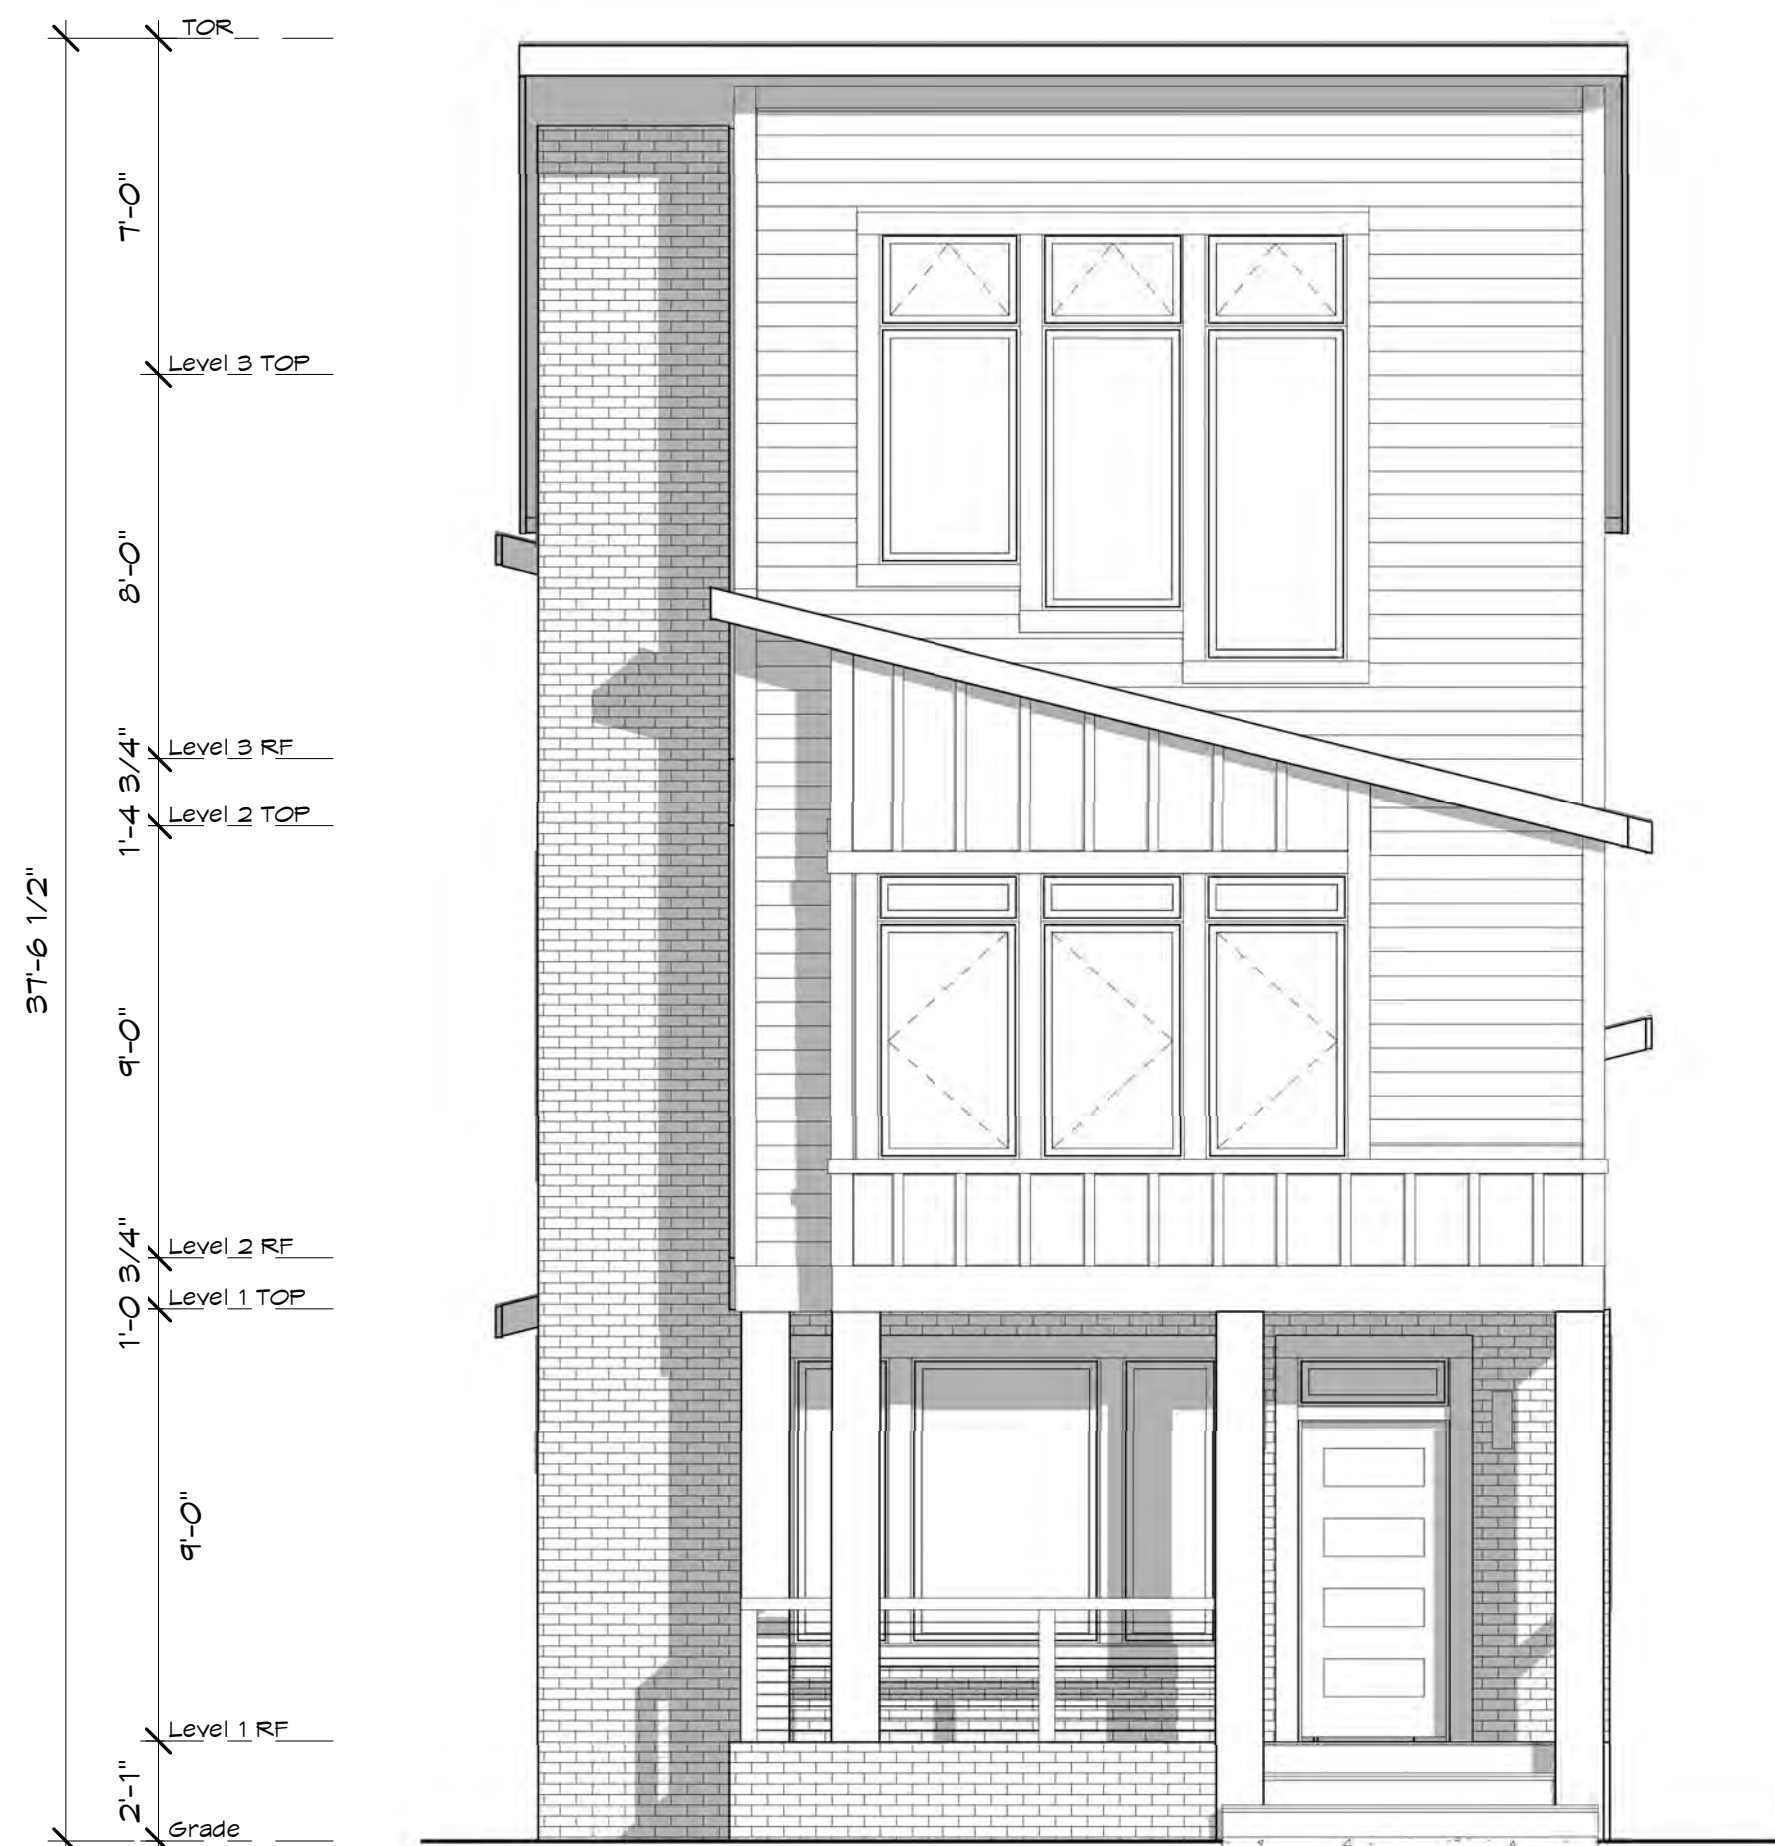 TOR
7'-0"
Level 3 TOP
8'-0"
Level 3 RF
1'-4 3/4"
Level 2 TOP
37'-6 1/2"
9'-0"
Level 2 RF
1'-0 3/4"
Level 1 TOP
9'-0"
Level 1 RF
2'-1"
Grade